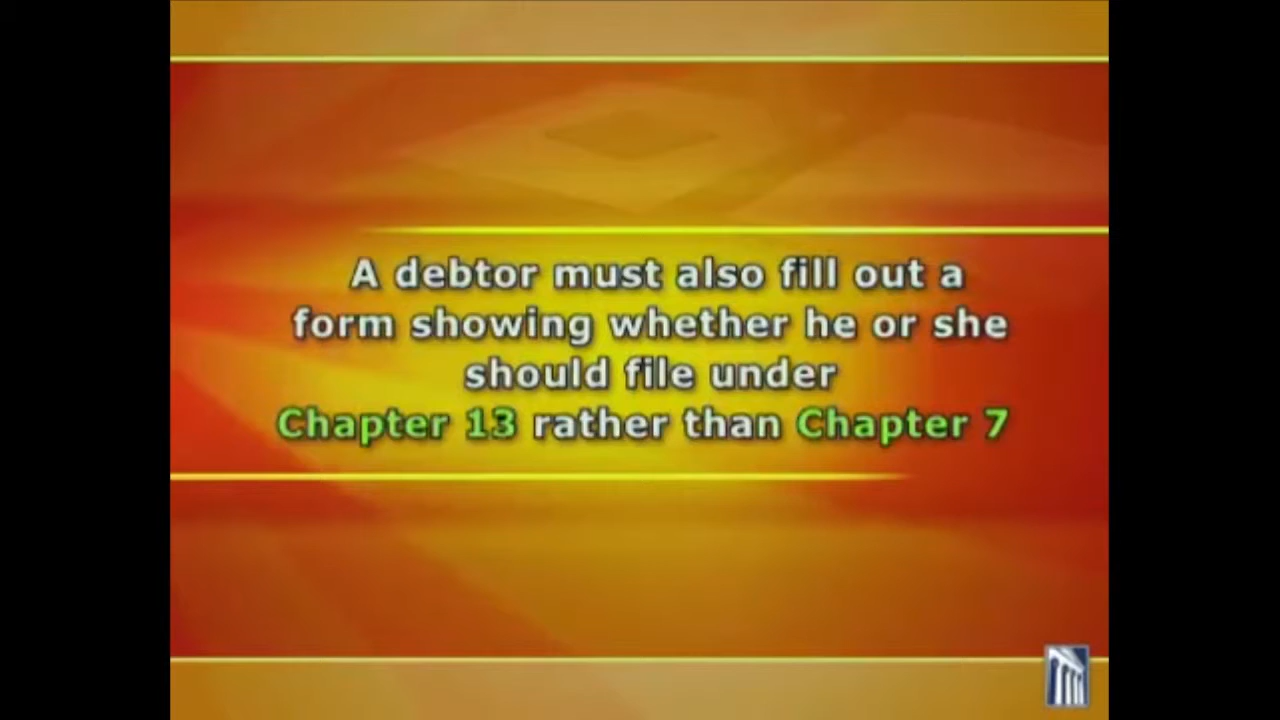 A debtor must also fill out a
form showing whether he or she
should file under
Chapter 13 rather than Chapter 7